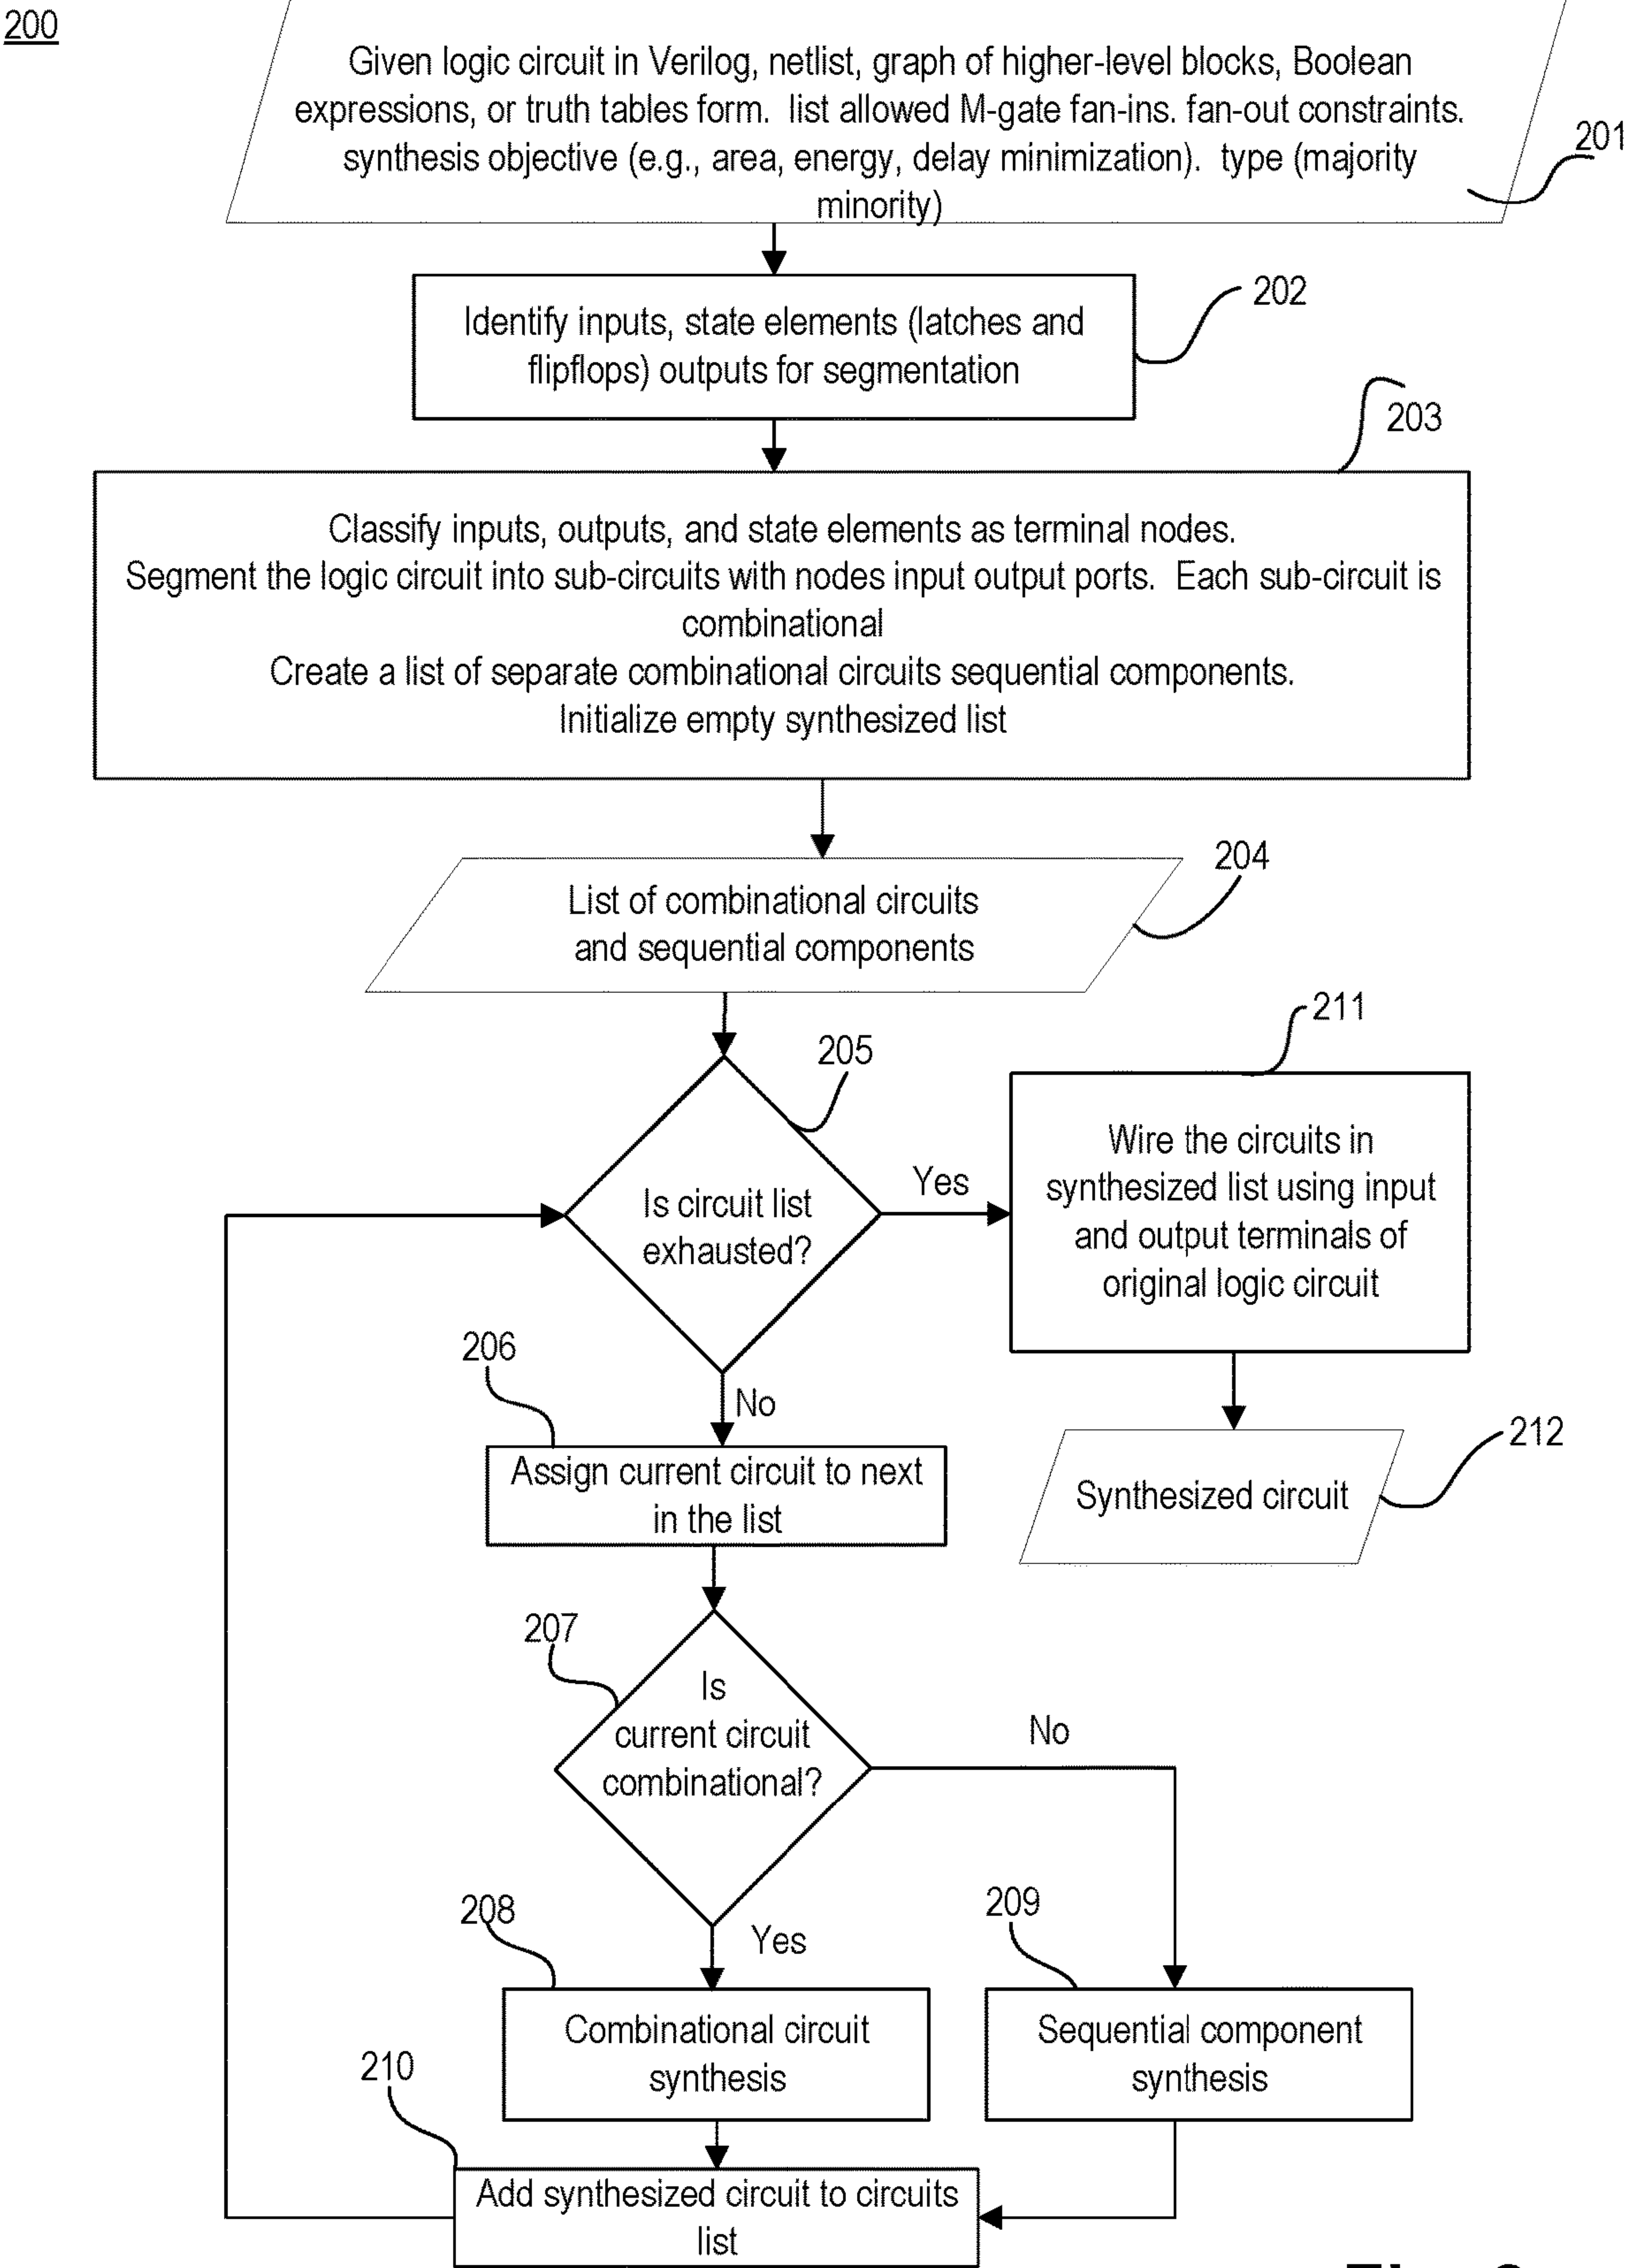 200
Given logic circuit in Verilog, netlist, graph of higher-level blocks, Boolean
expressions, or truth tables form. list allowed M-gate fan-ins. fan-out constraints.
synthesis objective (e.g., area, energy, delay minimization). type (majority
minority)
201
202
Identify inputs, state elements (latches and
flipflops) outputs for segmentation
203
Classify inputs, outputs, and state elements as terminal nodes.
Segment the logic circuit into sub-circuits with nodes input output ports. Each sub-circuit is
combinational
Create a list of separate combinational circuits sequential components.
Initialize empty synthesized list
204
List of combinational circuits
and sequential components
205
Is circuit list
exhausted?
Yes
211
Wire the circuits in
synthesized list using input
and output terminals of
original logic circuit
No
206
Assign current circuit to next
in the list
212
Synthesized circuit
207
Is
current circuit
combinational?
No
Yes
208
Combinational circuit
synthesis
209
Sequential component
synthesis
210
Add synthesized circuit to circuits
list